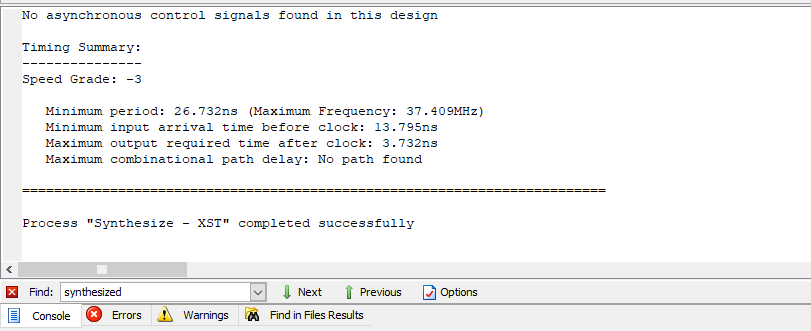 No asynchronous control signals found in this design
Timing Summary:
---------------
Speed Grade: -3
Minimum period: 26.732ns (Maximum Frequency: 37.409MHz)
Minimum input arrival time before clock: 13.795ns
Maximum output required time after clock: 3.732ns
Maximum combinational path delay: No path found
=========================================================================
Process "Synthesize - XST" completed successfully
Find: synthesized Next Previous Options
Console Errors Warnings Find in Files Results